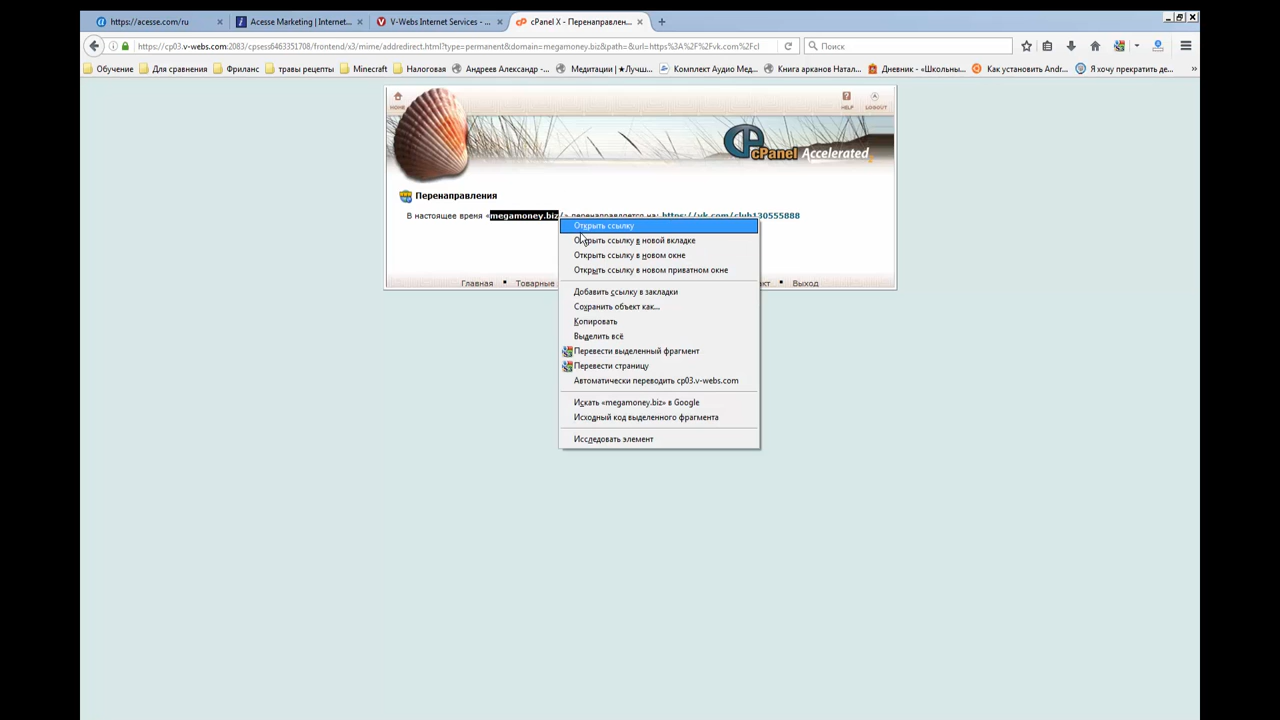 https://acesse.com/ru
Acesse Marketing | Internet...
V-Webs Internet Services - ...
cPanel X - Перенаправлен...
https://cp03.v-webs.com:2083/cpsess6463351708/frontend/x3/mime/addredirect.html?type=permanent&domain=megamoney.biz&path=&url=https%3A%2F%2Fvk.com%2Fcl
Поиск
Обучение
Для сравнения
Фриланс
травы рецепты
Minecraft
Налоговая
Андреев Александр -...
Медитации | ★Лучш...
Комплект Аудио Мед...
Книга арканов Натал...
Дневник - «Школьны...
Как установить Andr...
Я хочу прекратить де...
HOME
HELP
LOGOUT
cPanel Accelerated
Перенаправления
В настоящее время «megamoney.biz/» перенаправляется на: https://vk.com/club130555888
Открыть ссылку
Открыть ссылку в новой вкладке
Открыть ссылку в новом окне
Открыть ссылку в новом приватном окне
Главная
Товарные
Выход
Добавить ссылку в закладки
Сохранить объект как...
Копировать
Выделить всё
Перевести выделенный фрагмент
Перевести страницу
Автоматически переводить cp03.v-webs.com
Искать «megamoney.biz» в Google
Исходный код выделенного фрагмента
Исследовать элемент